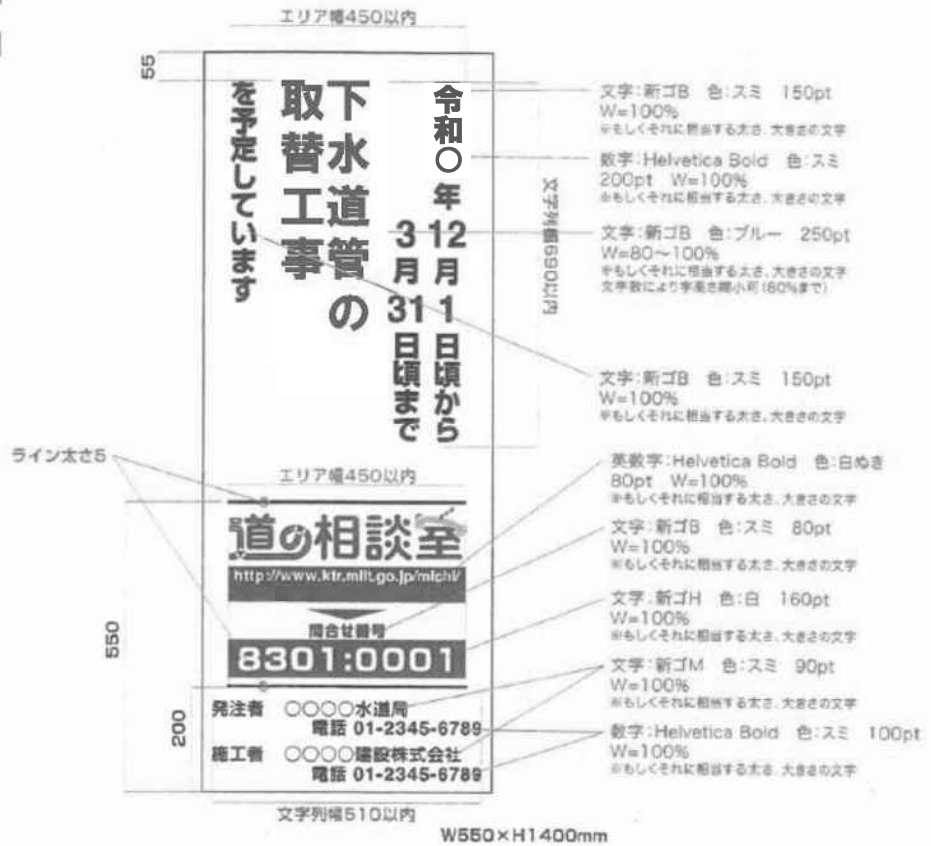 エリア幅450以内
55
令和○年12月1日頃から
3月31日頃まで
下水道管の
取替工事
を予定しています
文字列幅690以内
文字:新ゴB 色:スミ 150pt
W=100%
※もしくそれに相当する太さ、大きさの文字
数字:Helvetica Bold 色:スミ
200pt W=100%
※もしくそれに相当する太さ、大きさの文字
文字:新ゴB 色:ブルー 250pt
W=80～100%
※もしくそれに相当する太さ、大きさの文字
文字数により字高さ縮小可(80%まで)
文字:新ゴB 色:スミ 150pt
W=100%
※もしくそれに相当する太さ、大きさの文字
ライン太さ5
エリア幅450以内
道の相談室
http://www.ktr.mlit.go.jp/michi/
問合せ番号
8301:0001
550
200
発注者 ○○○○水道局
電話 01-2345-6789
施工者 ○○○○建設株式会社
電話 01-2345-6789
文字列幅510以内
英数字:Helvetica Bold 色:白ぬき
80pt W=100%
※もしくそれに相当する太さ、大きさの文字
文字:新ゴB 色:スミ 80pt
W=100%
※もしくそれに相当する太さ、大きさの文字
文字:新ゴH 色:白 160pt
W=100%
※もしくそれに相当する太さ、大きさの文字
文字:新ゴM 色:スミ 90pt
W=100%
※もしくそれに相当する太さ、大きさの文字
数字:Helvetica Bold 色:スミ 100pt
W=100%
※もしくそれに相当する太さ、大きさの文字
W550×H1400mm